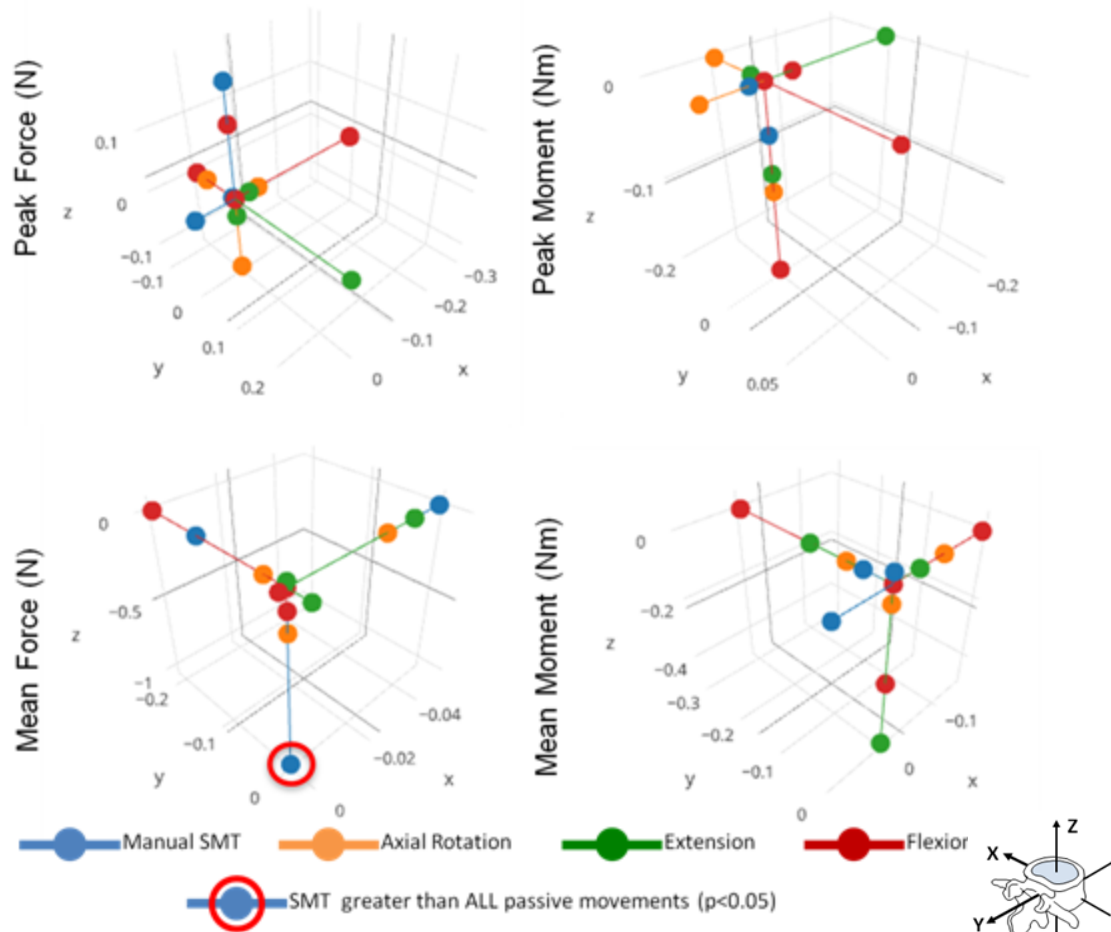 Peak Force (N)
0.1
0
−0.1
z
−0.1
0
0.1
0.2
y
−0.3
−0.2
−0.1
0
x
Peak Moment (Nm)
0
−0.1
−0.2
z
0
0.05
y
−0.2
−0.1
0
x
Mean Force (N)
0
−0.5
−1
z
−0.2
−0.1
0
y
−0.04
−0.02
0
x
Mean Moment (Nm)
0
−0.2
−0.4
z
−0.3
−0.2
−0.1
0
y
−0.1
0
x
Manual SMT
Axial Rotation
Extension
Flexior
SMT greater than ALL passive movements (p<0.05)
Z
X
Y